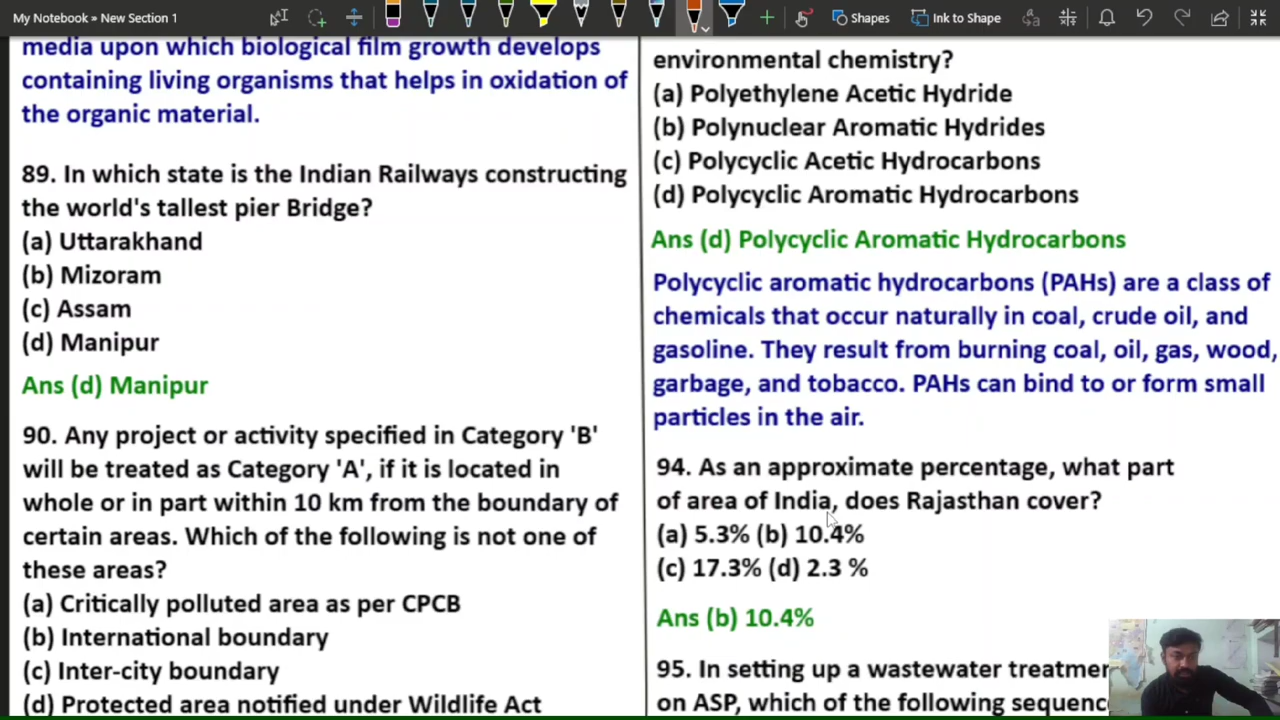 My Notebook » New Section 1
Shapes
Ink to Shape
media upon which biological film growth develops
containing living organisms that helps in oxidation of
the organic material.
89. In which state is the Indian Railways constructing
the world's tallest pier Bridge?
(a) Uttarakhand
(b) Mizoram
(c) Assam
(d) Manipur
Ans (d) Manipur
90. Any project or activity specified in Category 'B'
will be treated as Category 'A', if it is located in
whole or in part within 10 km from the boundary of
certain areas. Which of the following is not one of
these areas?
(a) Critically polluted area as per CPCB
(b) International boundary
(c) Inter-city boundary
(d) Protected area notified under Wildlife Act
environmental chemistry?
(a) Polyethylene Acetic Hydride
(b) Polynuclear Aromatic Hydrides
(c) Polycyclic Acetic Hydrocarbons
(d) Polycyclic Aromatic Hydrocarbons
Ans (d) Polycyclic Aromatic Hydrocarbons
Polycyclic aromatic hydrocarbons (PAHs) are a class of
chemicals that occur naturally in coal, crude oil, and
gasoline. They result from burning coal, oil, gas, wood,
garbage, and tobacco. PAHs can bind to or form small
particles in the air.
94. As an approximate percentage, what part
of area of India, does Rajasthan cover?
(a) 5.3% (b) 10.4%
(c) 17.3% (d) 2.3 %
Ans (b) 10.4%
95. In setting up a wastewater
on ASP, which of the following